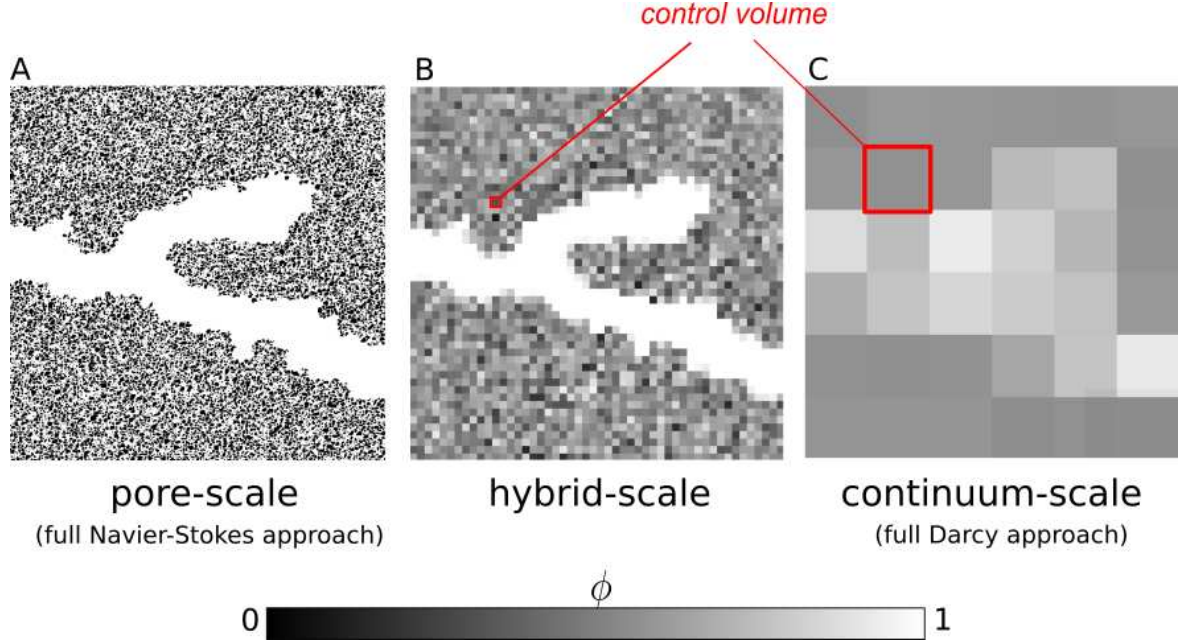 control volume
A
B
C
pore-scale
(full Navier-Stokes approach)
hybrid-scale
continuum-scale
(full Darcy approach)
ϕ
0
1